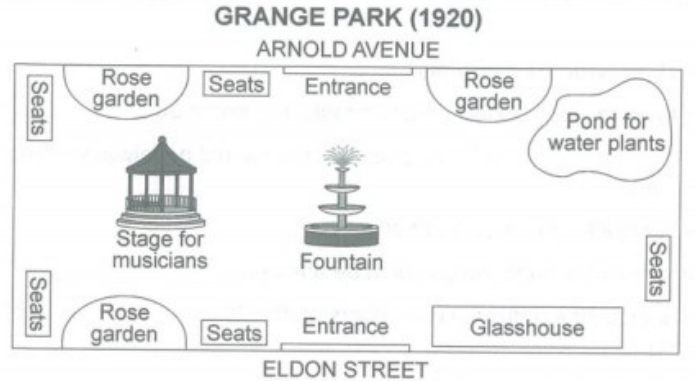 GRANGE PARK (1920)
ARNOLD AVENUE
Seats
Rose
garden
Seats
Entrance
Rose
garden
Pond for
water plants
Stage for
musicians
Fountain
Seats
Seats
Rose
garden
Seats
Entrance
Glasshouse
ELDON STREET